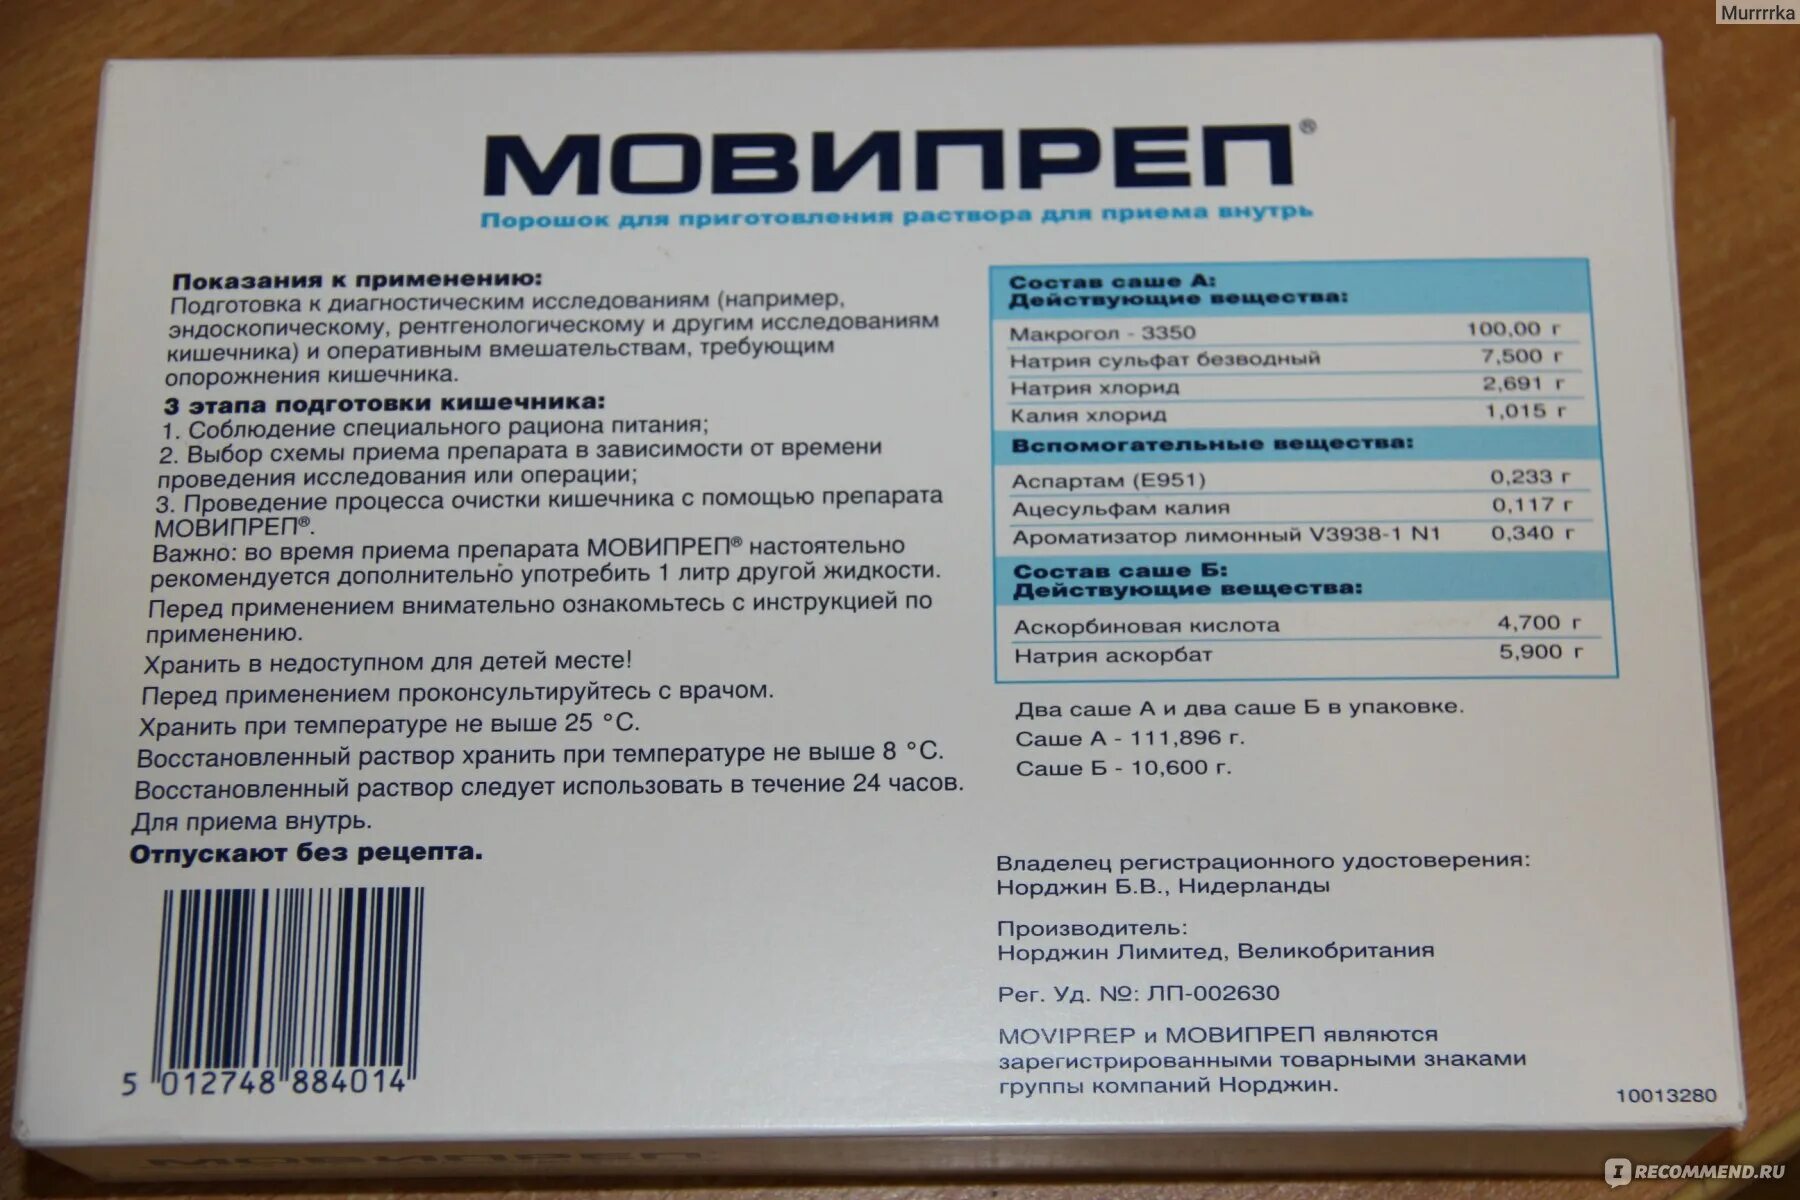 Murrrrka
МОВИПРЕП®
Порошок для приготовления раствора для приема внутрь
Показания к применению:
Подготовка к диагностическим исследованиям (например,
эндоскопическому, рентгенологическому и другим исследованиям
кишечника) и оперативным вмешательствам, требующим
опорожнения кишечника.
3 этапа подготовки кишечника:
1. Соблюдение специального рациона питания;
2. Выбор схемы приема препарата в зависимости от времени
проведения исследования или операции;
3. Проведение процесса очистки кишечника с помощью препарата
МОВИПРЕП®.
Важно: во время приема препарата МОВИПРЕП® настоятельно
рекомендуется дополнительно употребить 1 литр другой жидкости.
Перед применением внимательно ознакомьтесь с инструкцией по
применению.
Хранить в недоступном для детей месте!
Перед применением проконсультируйтесь с врачом.
Хранить при температуре не выше 25 °С.
Восстановленный раствор хранить при температуре не выше 8 °С.
Восстановленный раствор следует использовать в течение 24 часов.
Для приема внутрь.
Отпускают без рецепта.
5 012748 884014
Состав саше А:
Действующие вещества:
Макрогол - 3350 100,00 г
Натрия сульфат безводный 7,500 г
Натрия хлорид 2,691 г
Калия хлорид 1,015 г
Вспомогательные вещества:
Аспартам (Е951) 0,233 г
Ацесульфам калия 0,117 г
Ароматизатор лимонный V3938-1 N1 0,340 г
Состав саше Б:
Действующие вещества:
Аскорбиновая кислота 4,700 г
Натрия аскорбат 5,900 г
Два саше А и два саше Б в упаковке.
Саше А - 111,896 г.
Саше Б - 10,600 г.
Владелец регистрационного удостоверения:
Норджин Б.В., Нидерланды
Производитель:
Норджин Лимитед, Великобритания
Рег. Уд. №: ЛП-002630
MOVIPREP и МОВИПРЕП являются
зарегистрированными товарными знаками
группы компаний Норджин.
10013280
МОВИПРЕП
IRECOMMEND.RU